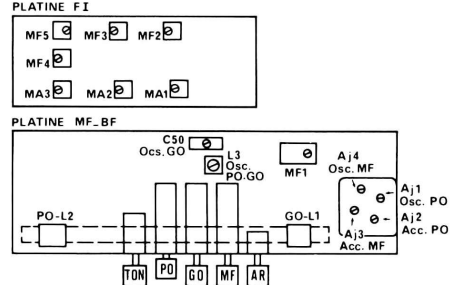 PLATINE FI
MF5 MF3 MF2
MF4
MA3 MA2 MA1
PLATINE MF_BF
C50
Ocs.GO
L3
Osc.
PO.GO
MF1
Aj4
Osc. MF
Aj1
Osc. PO
Aj2
Acc. PO
Aj3
Acc. MF
PO-L2
GO-L1
TON PO GO MF AR